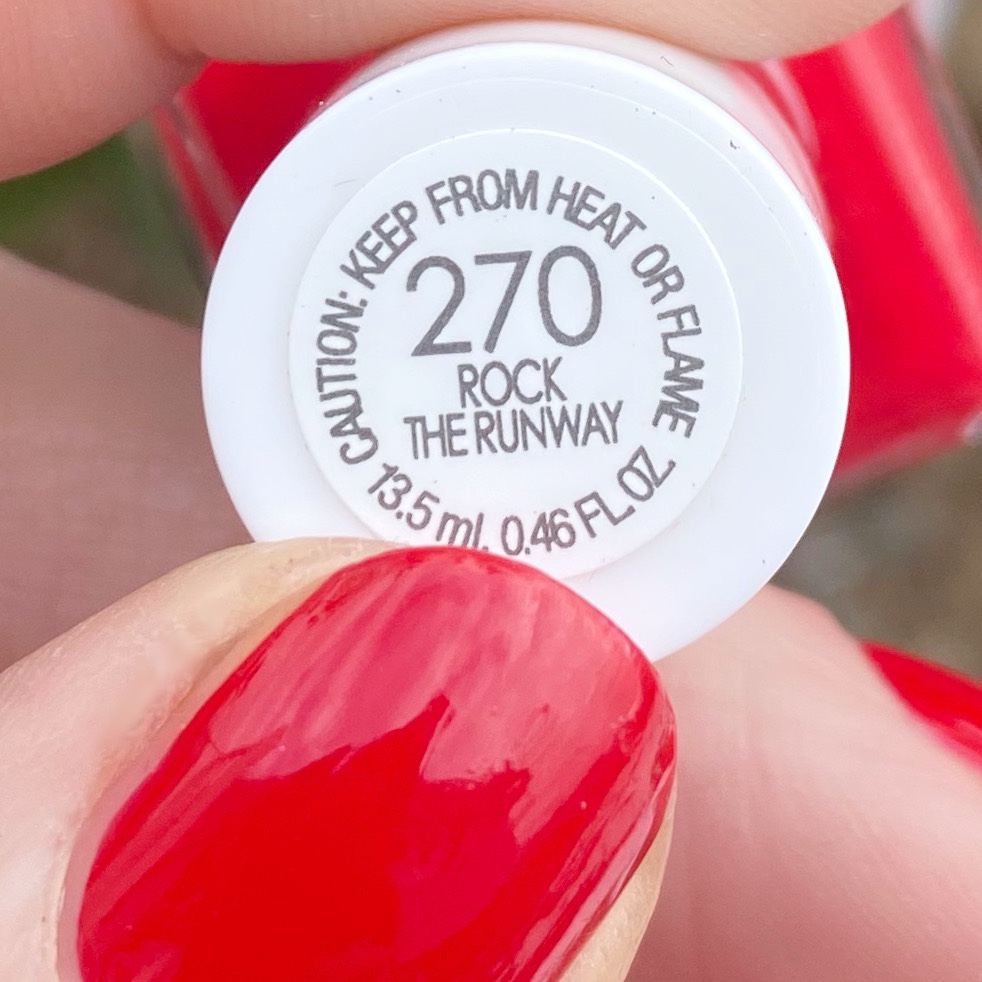 CAUTION: KEEP FROM HEAT OR FLAME
270
ROCK
THE RUNWAY
13.5 ml. 0.46 FL.OZ